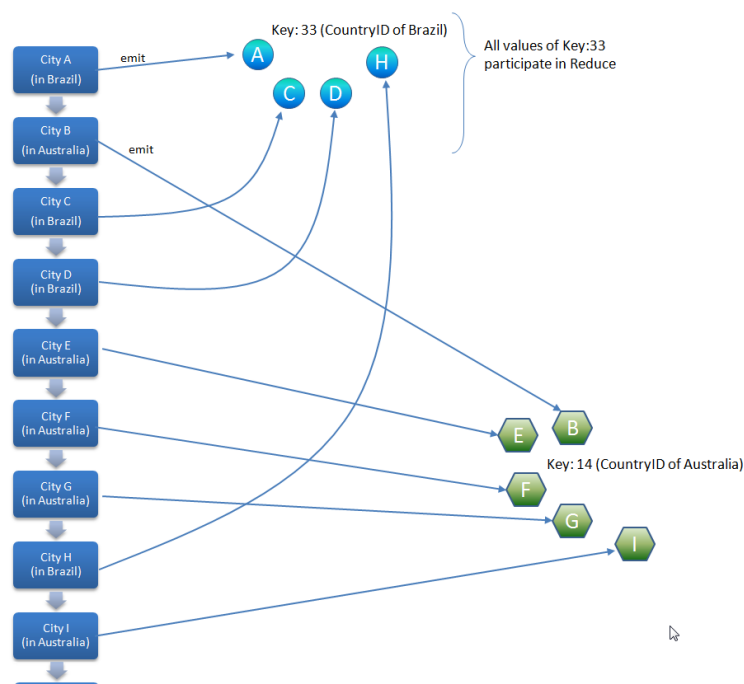 Key: 33 (CountryID of Brazil)
All values of Key:33
participate in Reduce
City A
(in Brazil)
emit
A
H
C
D
City B
(in Australia)
emit
City C
(in Brazil)
City D
(in Brazil)
City E
(in Australia)
City F
(in Australia)
E
B
Key: 14 (CountryID of Australia)
City G
(in Australia)
F
G
City H
(in Brazil)
I
City I
(in Australia)